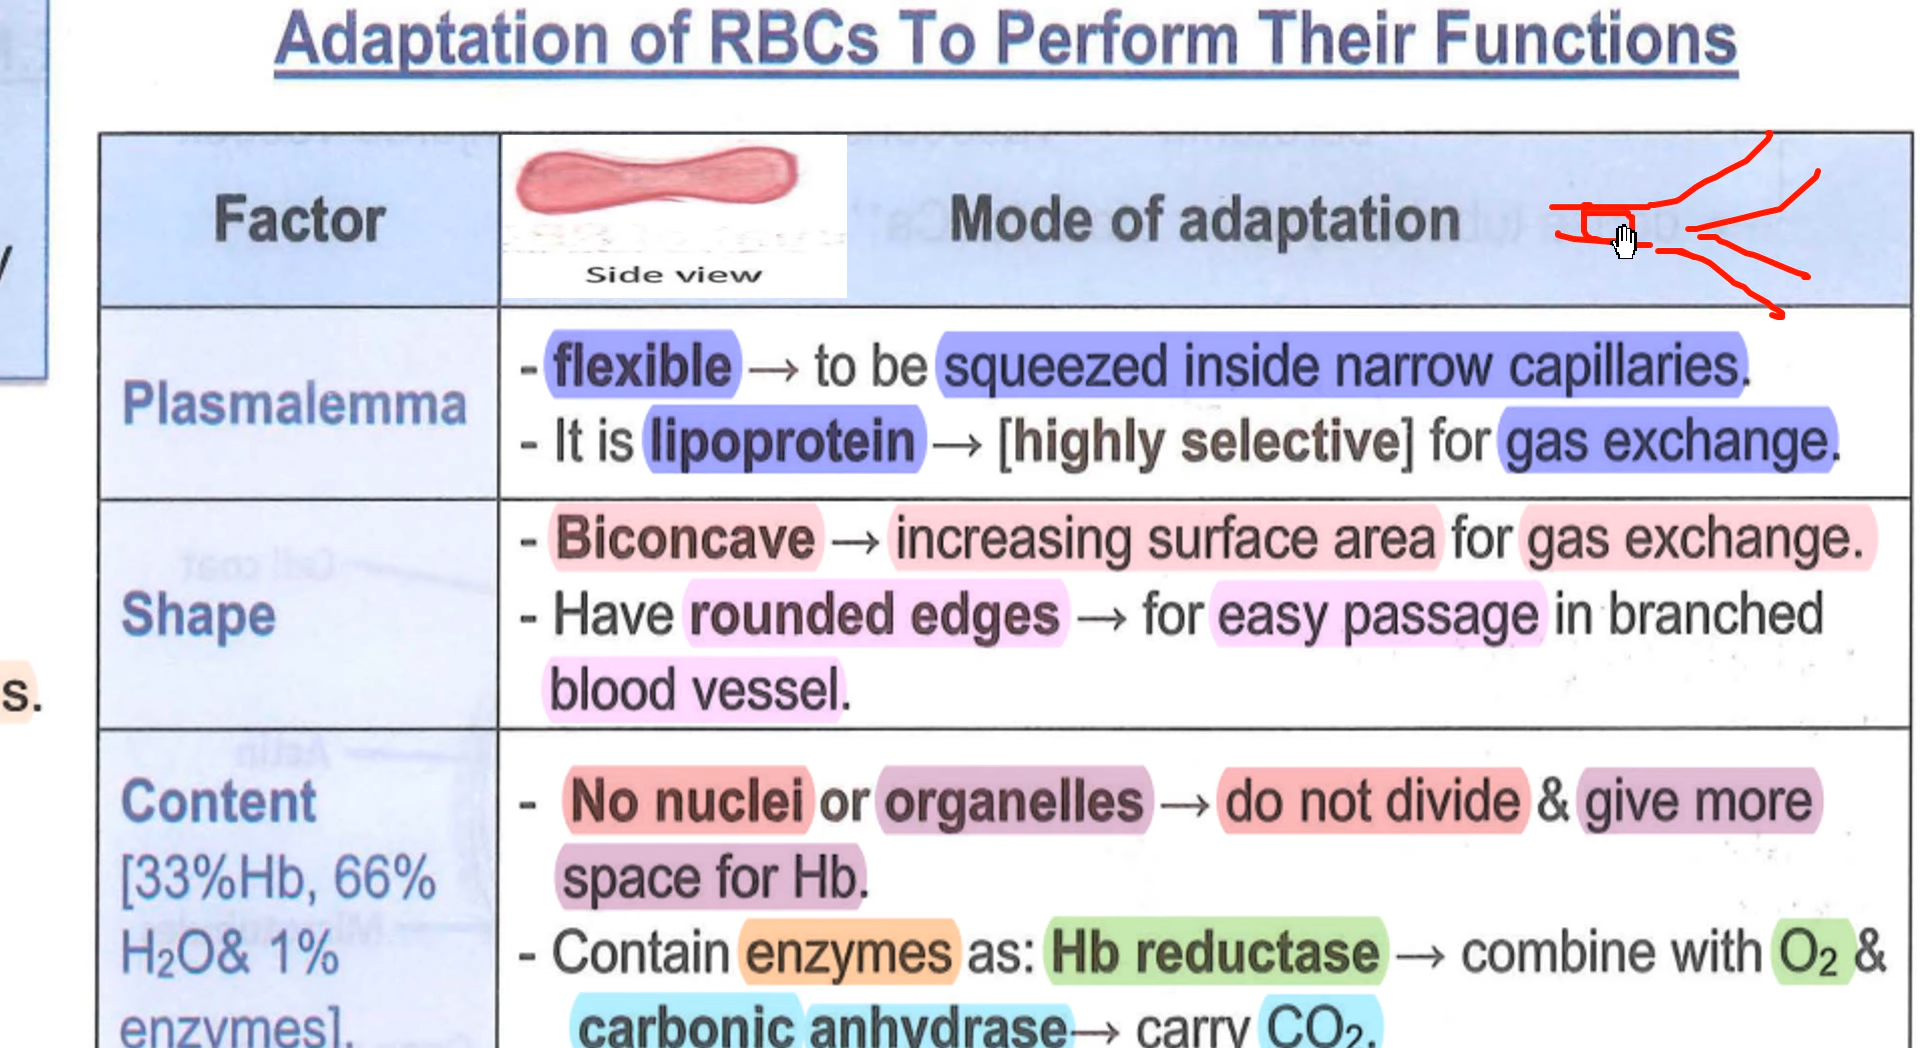 Adaptation of RBCs To Perform Their Functions
Factor
Side view
Mode of adaptation
Plasmalemma
- flexible → to be squeezed inside narrow capillaries.
- It is lipoprotein → [highly selective] for gas exchange.
Shape
- Biconcave → increasing surface area for gas exchange.
- Have rounded edges → for easy passage in branched
blood vessel.
Content
[33%Hb, 66%
H₂O& 1%
enzymes].
- No nuclei or organelles → do not divide & give more
space for Hb.
- Contain enzymes as: Hb reductase → combine with O₂ &
carbonic anhydrase→ carry CO₂.
s.